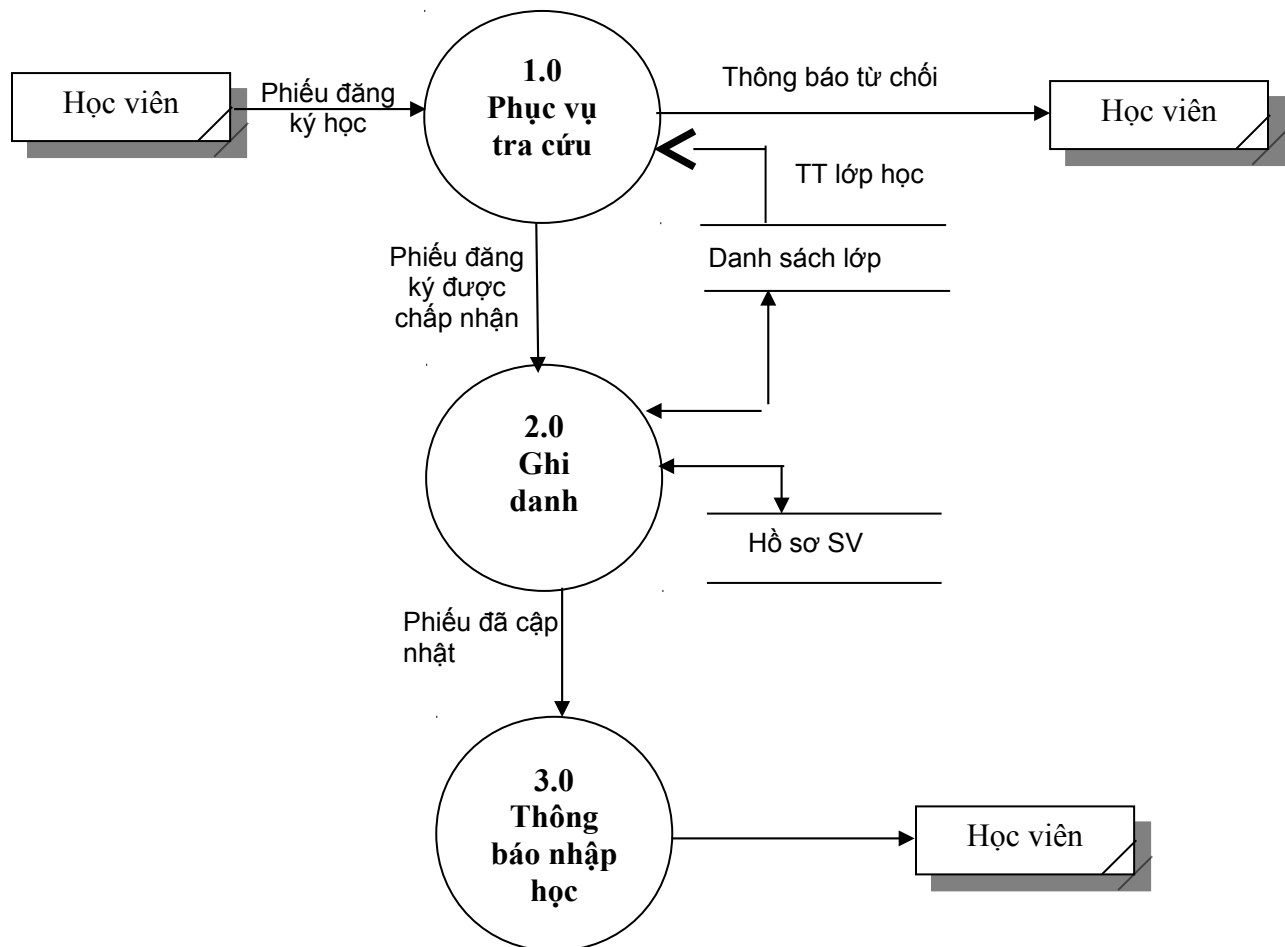 Học viên
Phiếu đăng
ký học
1.0
Phục vụ
tra cứu
Thông báo từ chối
Học viên
TT lớp học
Danh sách lớp
Phiếu đăng
ký được
chấp nhận
2.0
Ghi
danh
Hồ sơ SV
Phiếu đã cập
nhật
3.0
Thông
báo nhập
học
Học viên